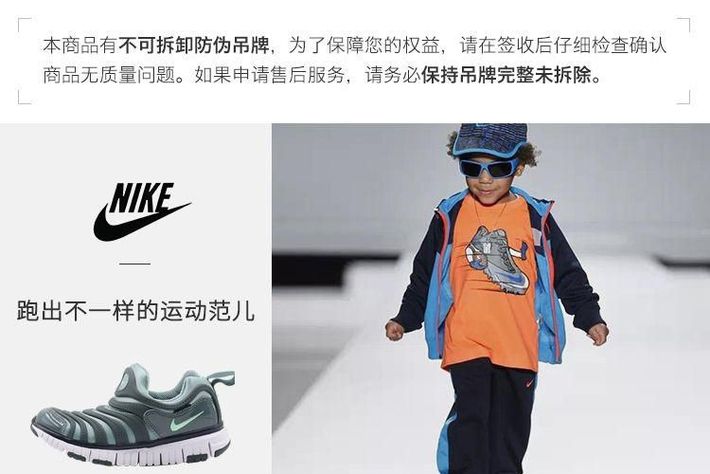 本商品有不可拆卸防伪吊牌，为了保障您的权益，请在签收后仔细检查确认
商品无质量问题。如果申请售后服务，请务必保持吊牌完整未拆除。
NIKE
跑出不一样的运动范儿